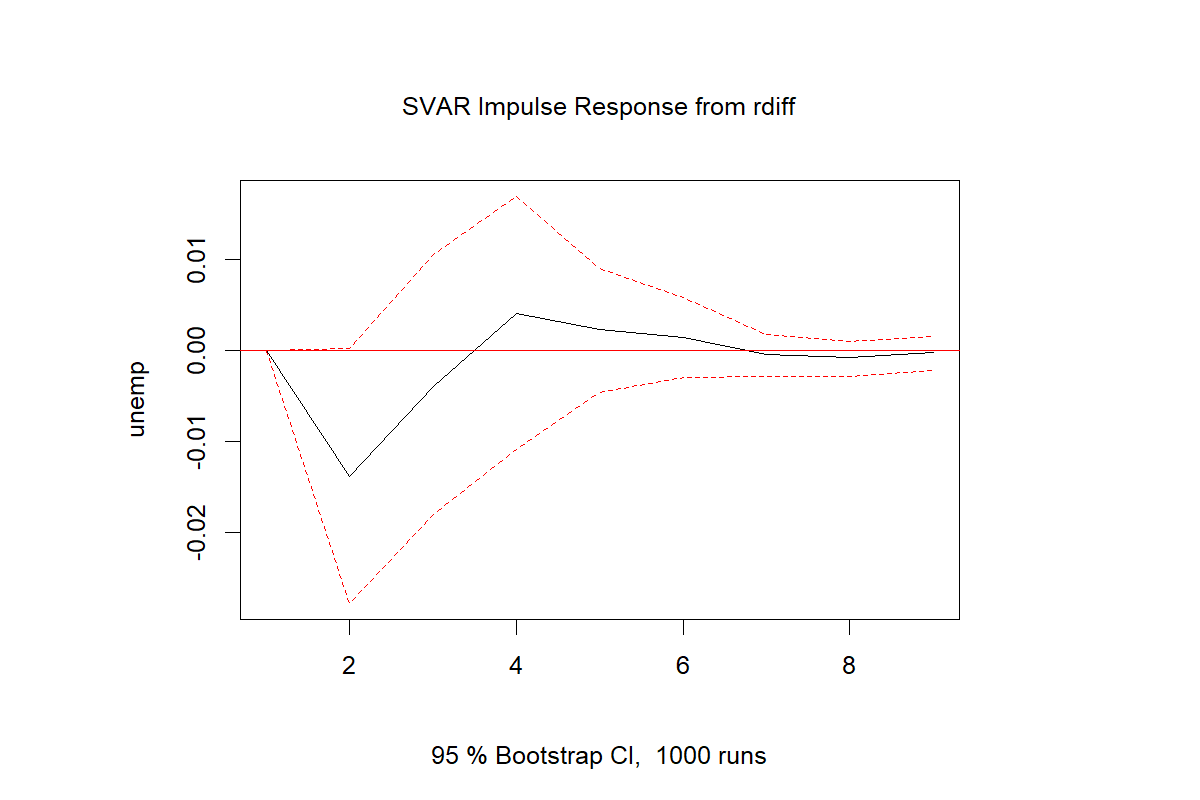 SVAR Impulse Response from rdiff
unemp
0.01
0.00
-0.01
-0.02
2 4 6 8
95 % Bootstrap CI,  1000 runs